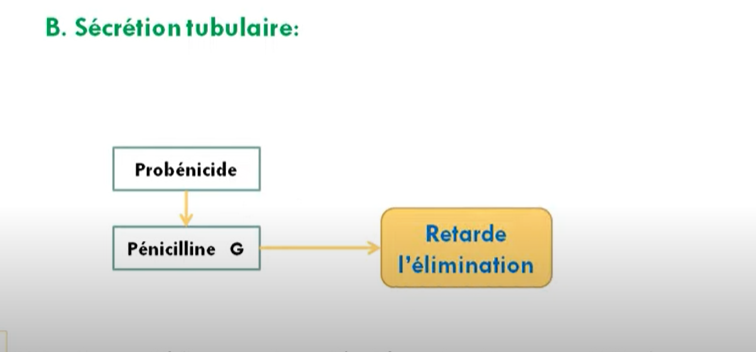 B. Sécrétion tubulaire:
Probénicide
Pénicilline G
Retarde
l'élimination